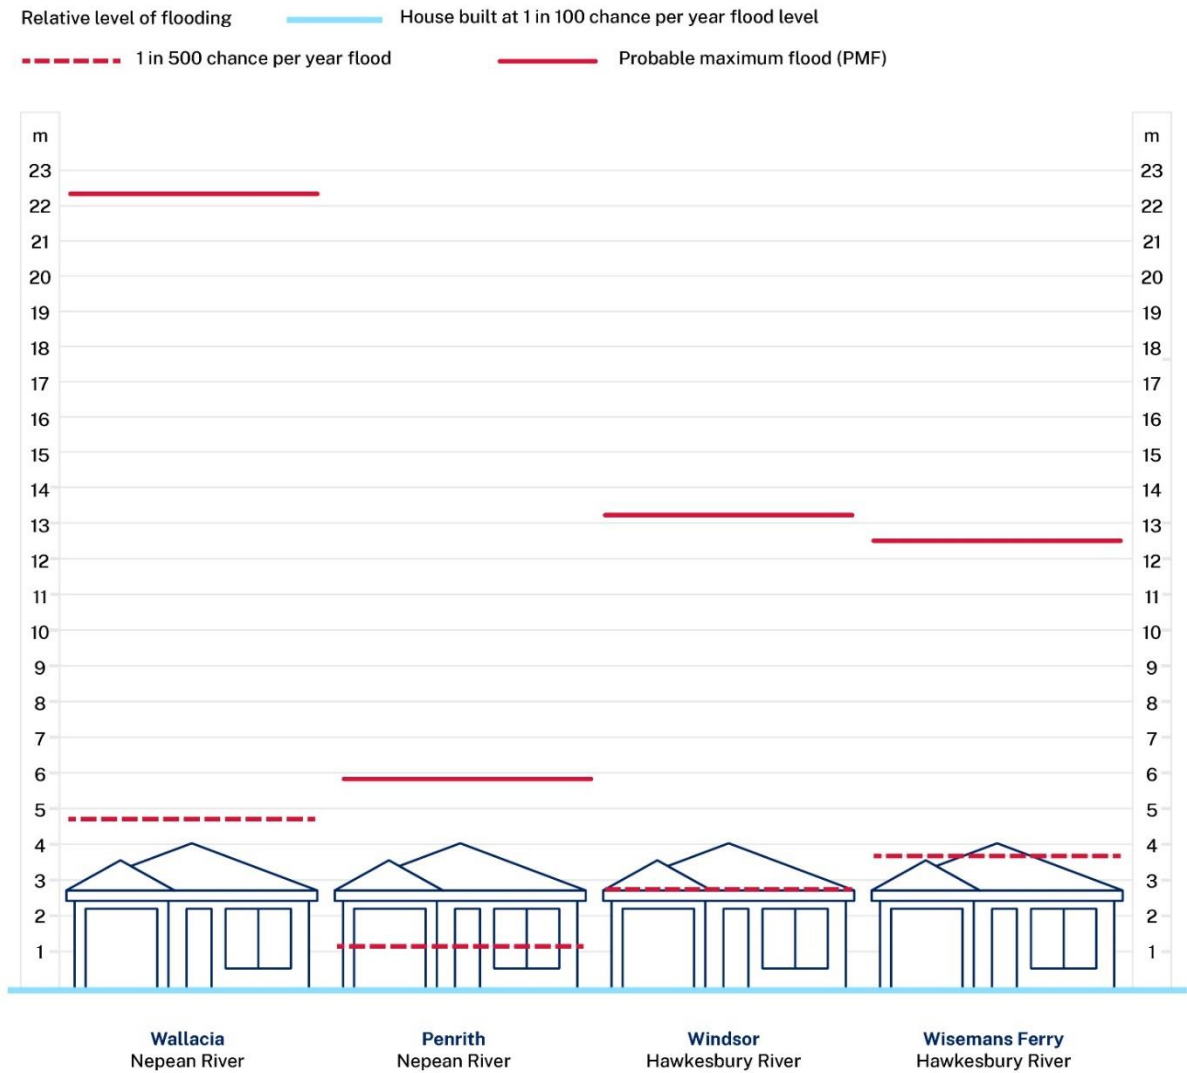 Relative level of flooding
House built at 1 in 100 chance per year flood level
1 in 500 chance per year flood
Probable maximum flood (PMF)
m m
23 23
22 22
21 21
20 20
19 19
18 18
17 17
16 16
15 15
14 14
13 13
12 12
11 11
10 10
9 9
8 8
7 7
6 6
5 5
4 4
3 3
2 2
1 1
Wallacia
Nepean River
Penrith
Nepean River
Windsor
Hawkesbury River
Wisemans Ferry
Hawkesbury River